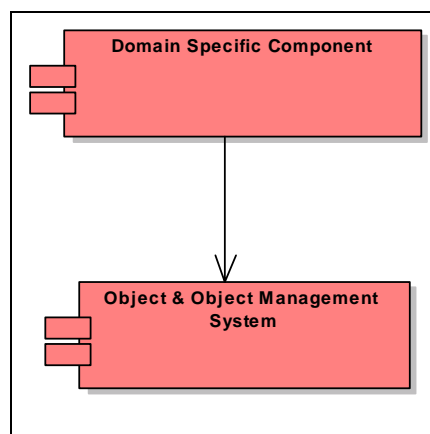 Domain Specific Component
Object & Object Management
System